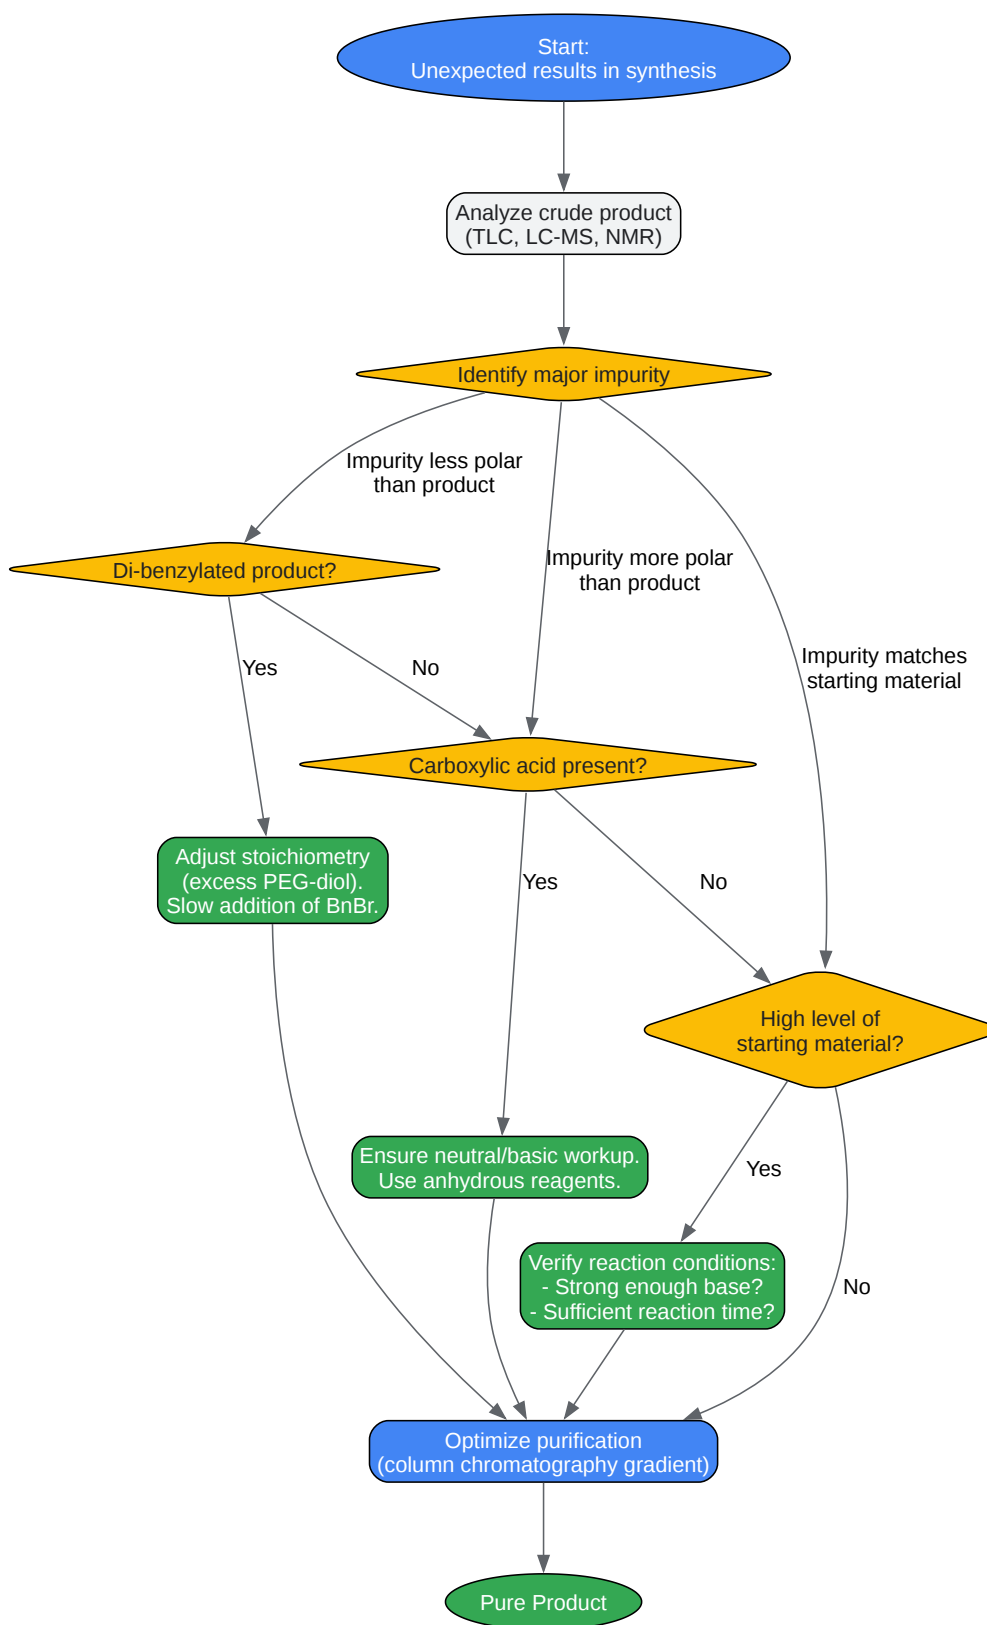 Start:
Unexpected results in synthesis
Analyze crude product
(TLC, LC-MS, NMR)
Identify major impurity
Impurity less polar
than product
Impurity more polar
than product
Impurity matches
starting material
Di-benzylated product?
Yes
No
Carboxylic acid present?
Adjust stoichiometry
(excess PEG-diol).
Slow addition of BnBr.
Yes
No
High level of
starting material?
Ensure neutral/basic workup.
Use anhydrous reagents.
Yes
No
Verify reaction conditions:
- Strong enough base?
- Sufficient reaction time?
Optimize purification
(column chromatography gradient)
Pure Product